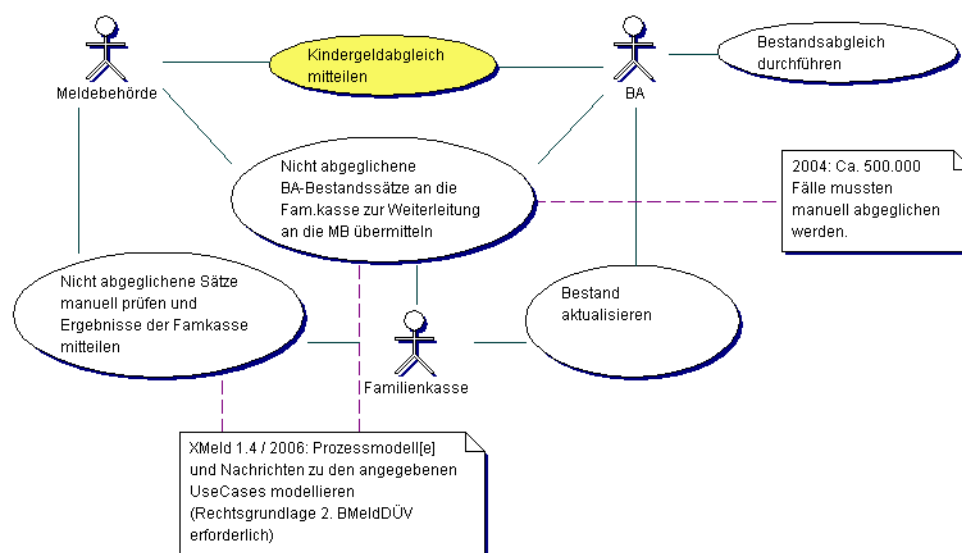 Kindergeldabgleich
mitteilen
Bestandsabgleich
durchführen
Meldebehörde
BA
Nicht abgeglichene
BA-Bestandssätze an die
Fam.kasse zur Weiterleitung
an die MB übermitteln
2004: Ca. 500.000
Fälle mussten
manuell abgeglichen
werden.
Nicht abgeglichene Sätze
manuell prüfen und
Ergebnisse der Famkasse
mitteilen
Bestand
aktualisieren
Familienkasse
XMeld 1.4 / 2006: Prozessmodell[e]
und Nachrichten zu den angegebenen
UseCases modellieren
(Rechtsgrundlage 2. BMeldDÜV
erforderlich)